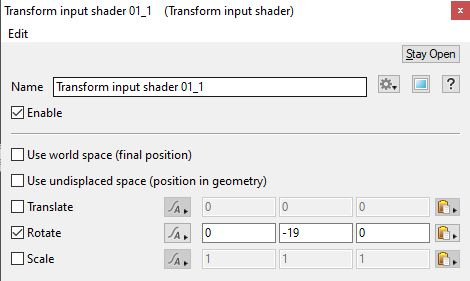 Transform input shader 01_1 (Transform input shader) x
Edit
Stay Open
Name Transform input shader 01_1 ?
Enable
Use world space (final position)
Use undisplaced space (position in geometry)
Translate A 0 0 0
Rotate A 0 -19 0
Scale A 1 1 1